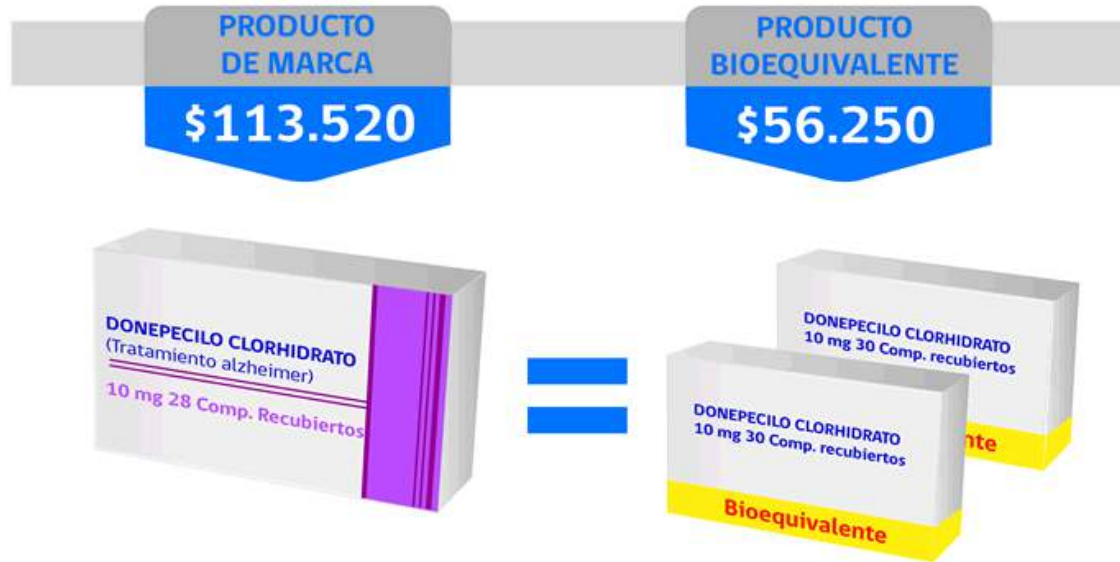 PRODUCTO
DE MARCA
$113.520
PRODUCTO
BIOEQUIVALENTE
$56.250
DONEPECILO CLORHIDRATO
(Tratamiento alzheimer)
10 mg 28 Comp. Recubiertos
DONEPECILO CLORHIDRATO
10 mg 30 Comp. recubiertos
nte
DONEPECILO CLORHIDRATO
10 mg 30 Comp. recubiertos
Bioequivalente